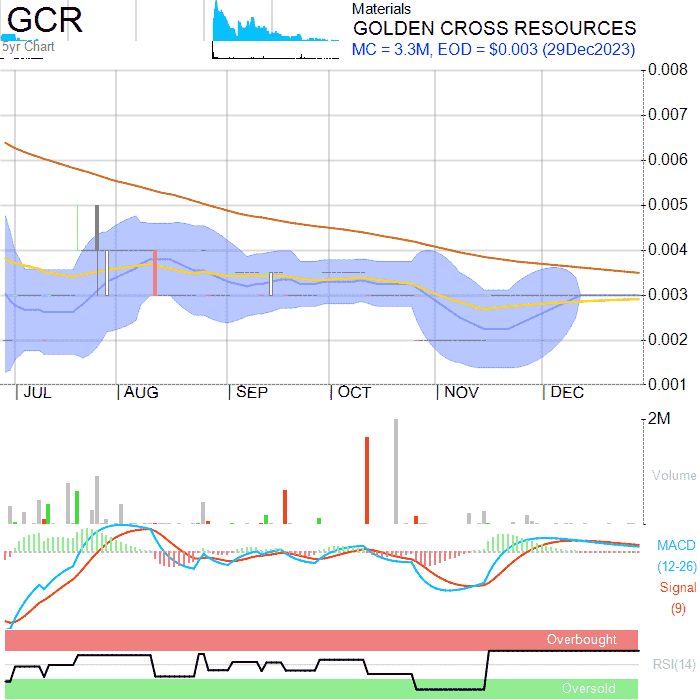 GCR
Materials
GOLDEN CROSS RESOURCES
5yr Chart
MC = 3.3M, EOD = $0.003 (29Dec2023)
0.008
0.007
0.006
0.005
0.004
0.003
0.002
0.001
JUL AUG SEP OCT NOV DEC
2M
Volume
MACD
(12-26)
Signal
(9)
Overbought
RSI(14)
Oversold